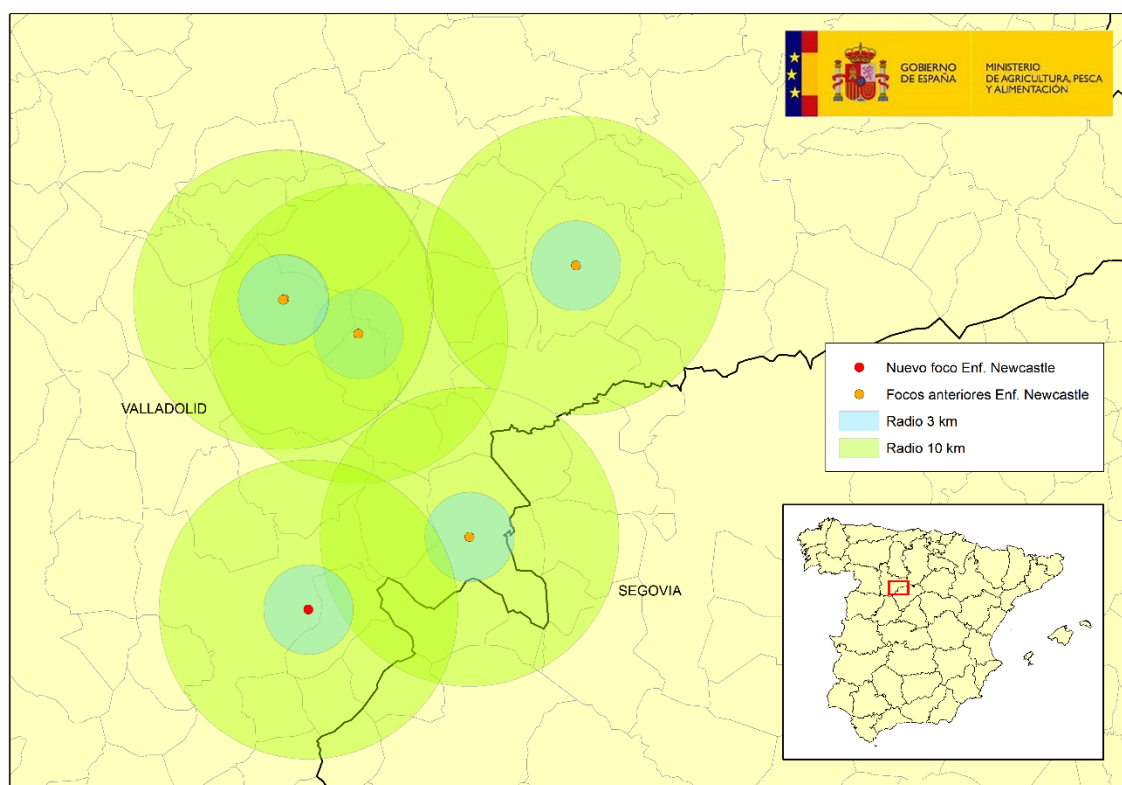 GOBIERNO
DE ESPAÑA
MINISTERIO
DE AGRICULTURA, PESCA
Y ALIMENTACIÓN
Nuevo foco Enf. Newcastle
Focos anteriores Enf. Newcastle
Radio 3 km
Radio 10 km
VALLADOLID
SEGOVIA